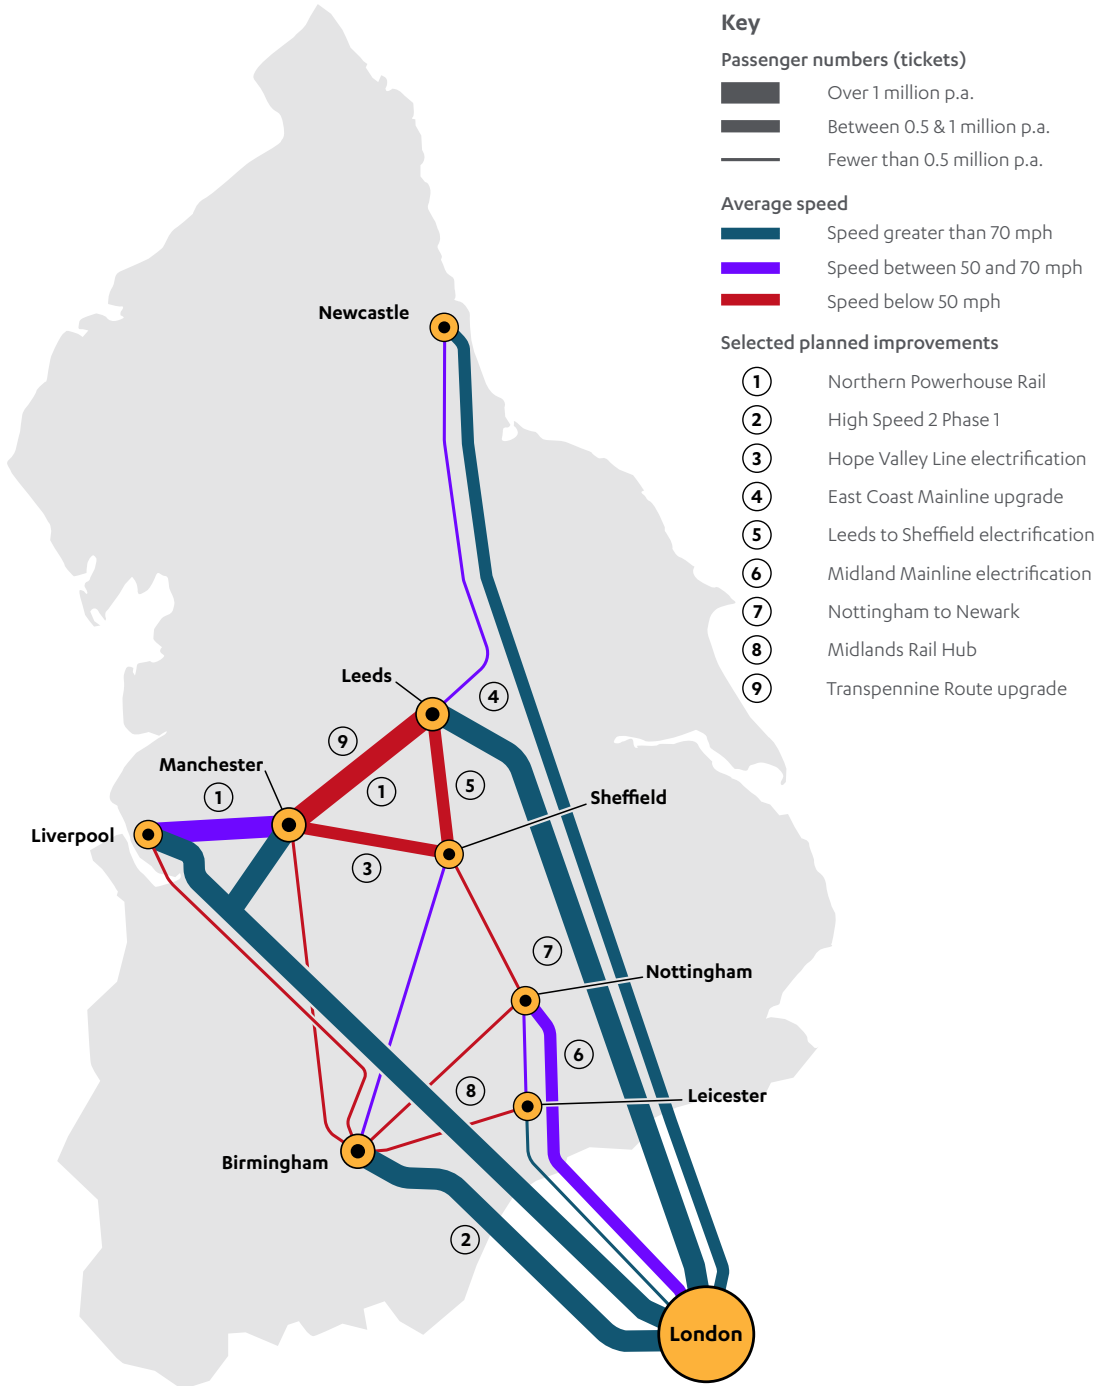 Key
Passenger numbers (tickets)
Over 1 million p.a.
Between 0.5 & 1 million p.a.
Fewer than 0.5 million p.a.
Average speed
Speed greater than 70 mph
Speed between 50 and 70 mph
Speed below 50 mph
Selected planned improvements
1 Northern Powerhouse Rail
2 High Speed 2 Phase 1
3 Hope Valley Line electrification
4 East Coast Mainline upgrade
5 Leeds to Sheffield electrification
6 Midland Mainline electrification
7 Nottingham to Newark
8 Midlands Rail Hub
9 Transpennine Route upgrade
Newcastle
Leeds
4
9
Manchester
1
1
5
Sheffield
Liverpool
3
7
Nottingham
6
8
Leicester
Birmingham
2
London